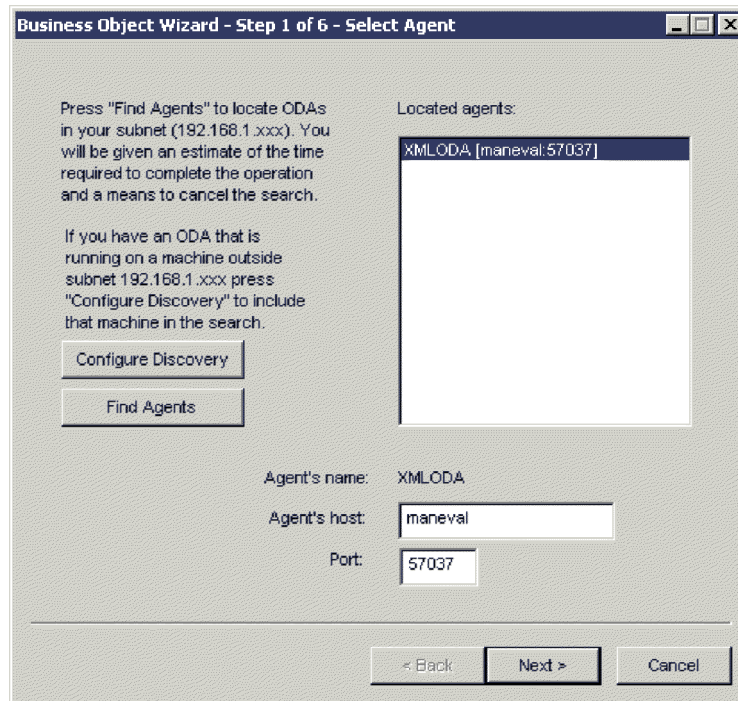 Business Object Wizard - Step 1 of 6 - Select Agent
Press "Find Agents" to locate ODAs
in your subnet (192.168.1.xxx). You
will be given an estimate of the time
required to complete the operation
and a means to cancel the search.
If you have an ODA that is
running on a machine outside
subnet 192.168.1.xxx press
"Configure Discovery" to include
that machine in the search.
Configure Discovery
Find Agents
Located agents:
XMLODA [maneval:57037]
Agent's name: XMLODA
Agent's host: maneval
Port: 57037
< Back Next > Cancel